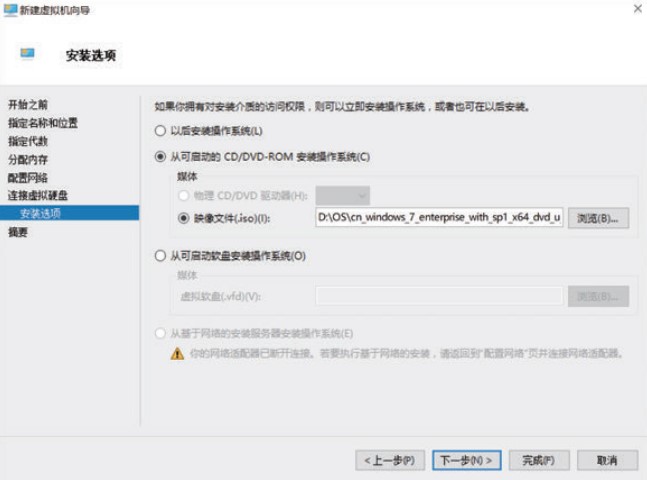 新建虚拟机向导
安装选项
开始之前
指定名称和位置
指定代数
分配内存
配置网络
连接虚拟硬盘
安装选项
摘要
如果你拥有对安装介质的访问权限，则可以立即安装操作系统，或者也可在以后安装。
以后安装操作系统(L)
从可启动的 CD/DVD-ROM 安装操作系统(C)
媒体
物理 CD/DVD 驱动器(H):
映像文件(.iso)(I): D:\OS\cn_windows_7_enterprise_with_sp1_x64_dvd_u 浏览(B)...
从可启动软盘安装操作系统(O)
媒体
虚拟软盘(.vfd)(V): 浏览(B)...
从基于网络的安装服务器安装操作系统(E)
你的网络适配器已断开连接。若要执行基于网络的安装，请返回到"配置网络"页并连接网络适配器。
<上一步(P) 下一步(N) > 完成(F) 取消